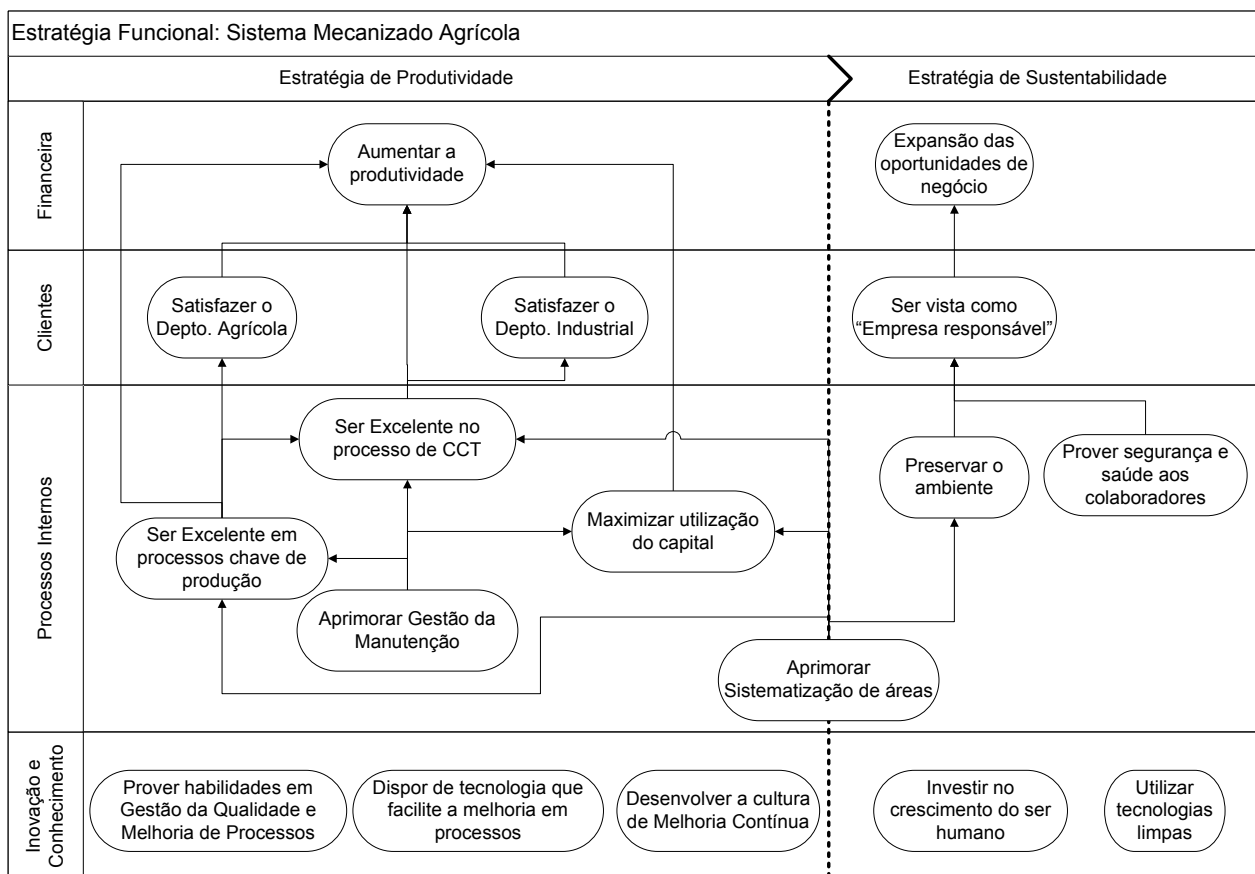 Estratégia Funcional: Sistema Mecanizado Agrícola
Estratégia de Produtividade
Estratégia de Sustentabilidade
Financeira
Aumentar a
produtividade
Expansão das
oportunidades de
negócio
Clientes
Satisfazer o
Depto. Agrícola
Satisfazer o
Depto. Industrial
Ser vista como
“Empresa responsável”
Processos Internos
Ser Excelente no
processo de CCT
Preservar o
ambiente
Prover segurança e
saúde aos
colaboradores
Ser Excelente em
processos chave de
produção
Maximizar utilização
do capital
Aprimorar Gestão da
Manutenção
Aprimorar
Sistematização de áreas
Inovação e
Conhecimento
Prover habilidades em
Gestão da Qualidade e
Melhoria de Processos
Dispor de tecnologia que
facilite a melhoria em
processos
Desenvolver a cultura
de Melhoria Contínua
Investir no
crescimento do ser
humano
Utilizar
tecnologias
limpas